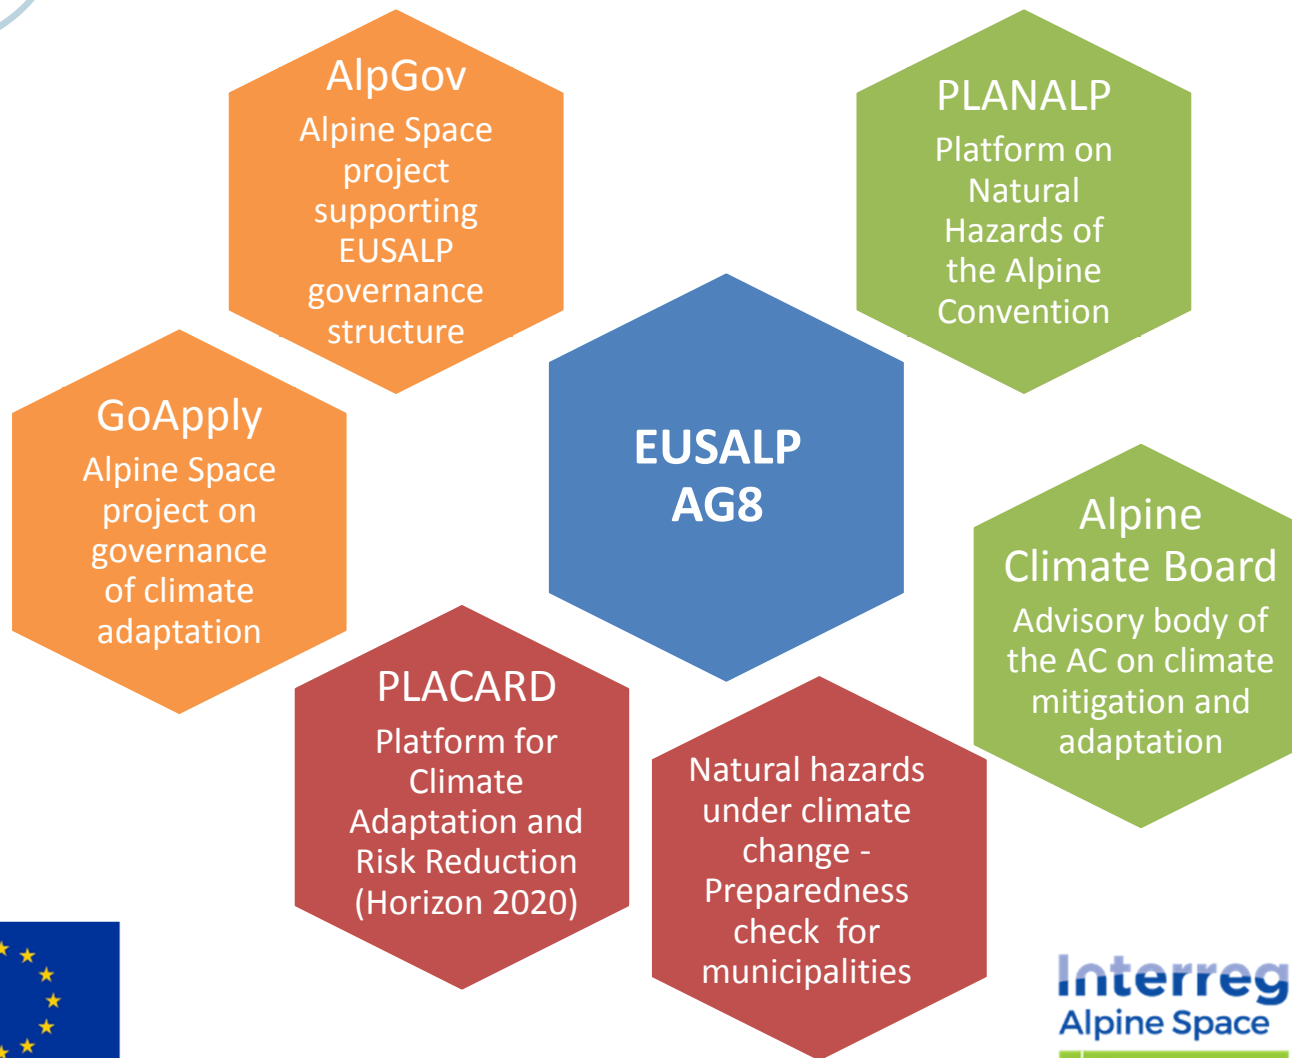 AlpGov
Alpine Space
project
supporting
EUSALP
governance
structure
PLANALP
Platform on
Natural
Hazards of
the Alpine
Convention
GoApply
Alpine Space
project on
governance
of climate
adaptation
EUSALP
AG8
Alpine
Climate Board
Advisory body of
the AC on climate
mitigation and
adaptation
PLACARD
Platform for
Climate
Adaptation and
Risk Reduction
(Horizon 2020)
Natural hazards
under climate
change -
Preparedness
check for
municipalities
Interreg
Alpine Space